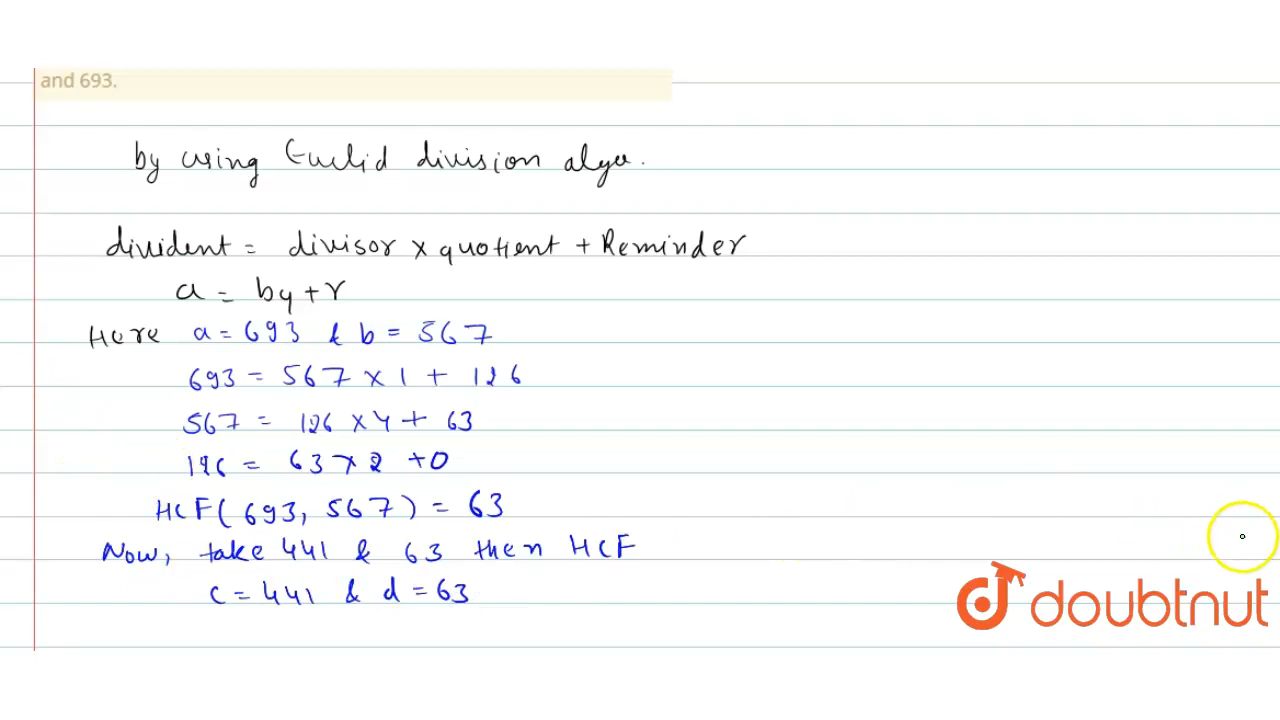 and 693.
by using Euclid division algo.
divident = divisor × quotient + Reminder
a = bq + r
Here a = 693 & b = 567
693 = 567 × 1 + 126
567 = 126 × 4 + 63
126 = 63 × 2 + 0
HCF( 693, 567 ) = 63
Now, take 441 & 63 then HCF
c = 441 & d = 63
doubtnut